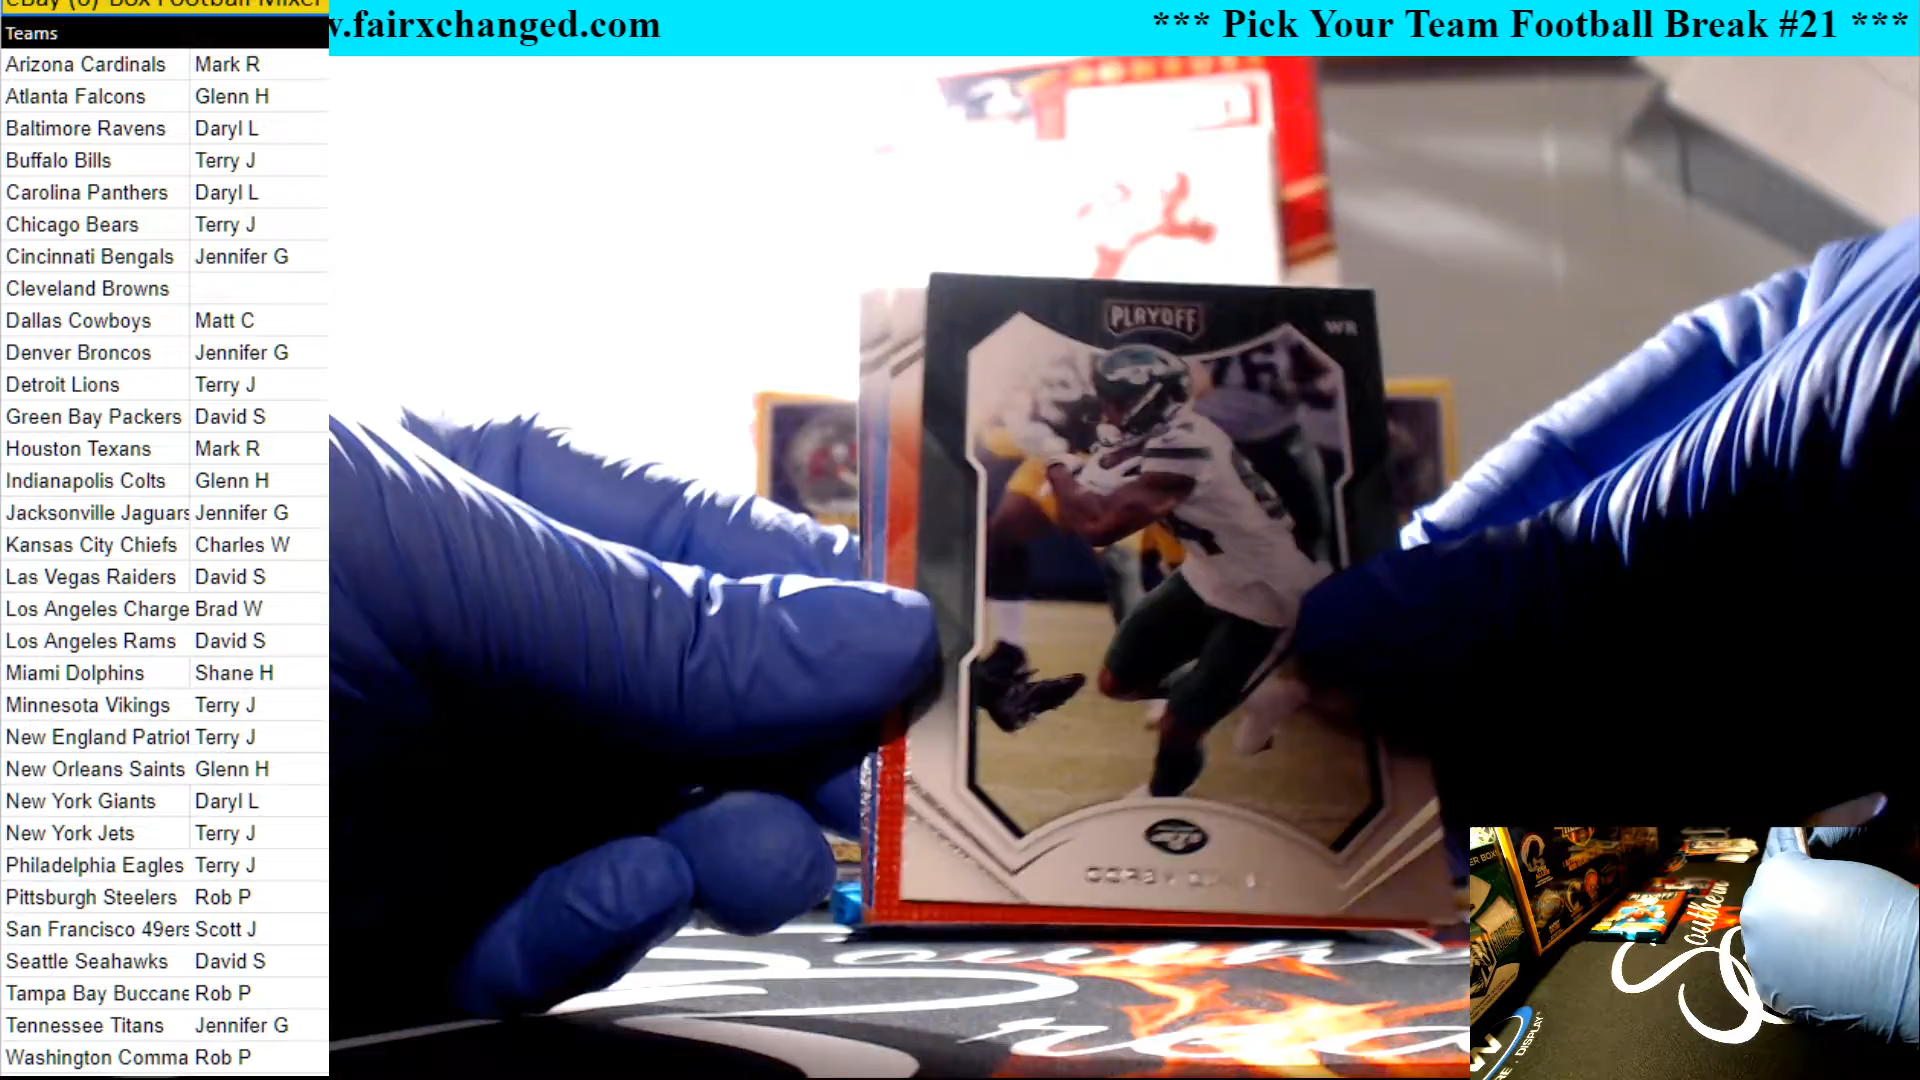 eBay (6) Box Football Mixer
Teams
Arizona Cardinals Mark R
Atlanta Falcons Glenn H
Baltimore Ravens Daryl L
Buffalo Bills Terry J
Carolina Panthers Daryl L
Chicago Bears Terry J
Cincinnati Bengals Jennifer G
Cleveland Browns
Dallas Cowboys Matt C
Denver Broncos Jennifer G
Detroit Lions Terry J
Green Bay Packers David S
Houston Texans Mark R
Indianapolis Colts Glenn H
Jacksonville Jaguars Jennifer G
Kansas City Chiefs Charles W
Las Vegas Raiders David S
Los Angeles Charge Brad W
Los Angeles Rams David S
Miami Dolphins Shane H
Minnesota Vikings Terry J
New England Patriot Terry J
New Orleans Saints Glenn H
New York Giants Daryl L
New York Jets Terry J
Philadelphia Eagles Terry J
Pittsburgh Steelers Rob P
San Francisco 49ers Scott J
Seattle Seahawks David S
Tampa Bay Buccane Rob P
Tennessee Titans Jennifer G
Washington Comma Rob P
.fairxchanged.com
*** Pick Your Team Football Break #21 ***
PLAYOFF
WR
DISPLAY